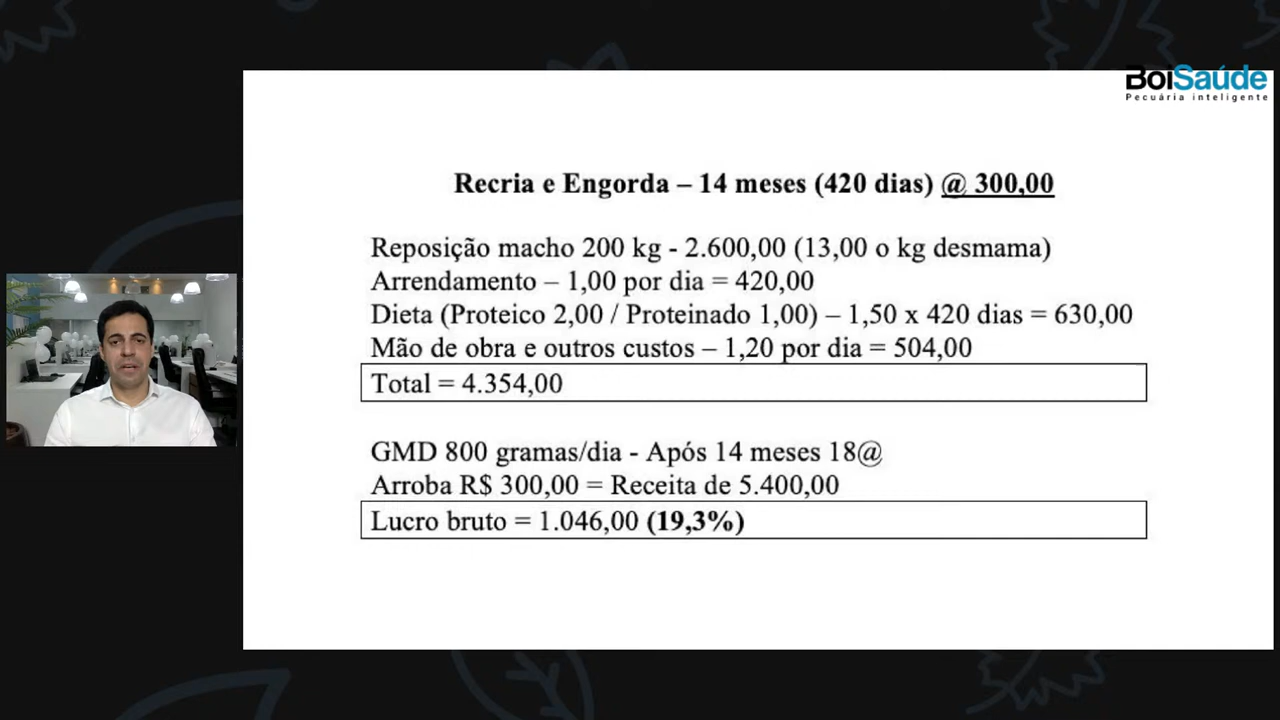 BoiSaúde
Pecuária inteligente
Recria e Engorda – 14 meses (420 dias) @ 300,00
Reposição macho 200 kg - 2.600,00 (13,00 o kg desmama)
Arrendamento – 1,00 por dia = 420,00
Dieta (Proteico 2,00 / Proteinado 1,00) – 1,50 x 420 dias = 630,00
Mão de obra e outros custos – 1,20 por dia = 504,00
Total = 4.354,00
GMD 800 gramas/dia - Após 14 meses 18@
Arroba R$ 300,00 = Receita de 5.400,00
Lucro bruto = 1.046,00 (19,3%)